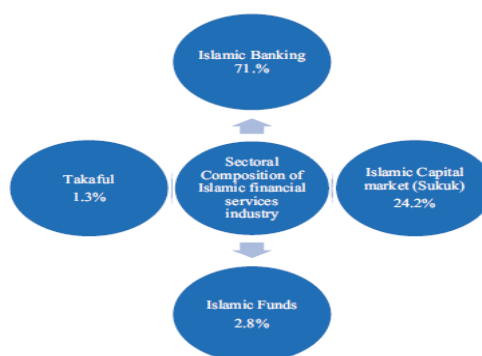 Islamic Banking
71.%
Sectoral
Composition of
Islamic financial
services
industry
Takaful
1.3%
Islamic Capital
market (Sukuk)
24.2%
Islamic Funds
2.8%